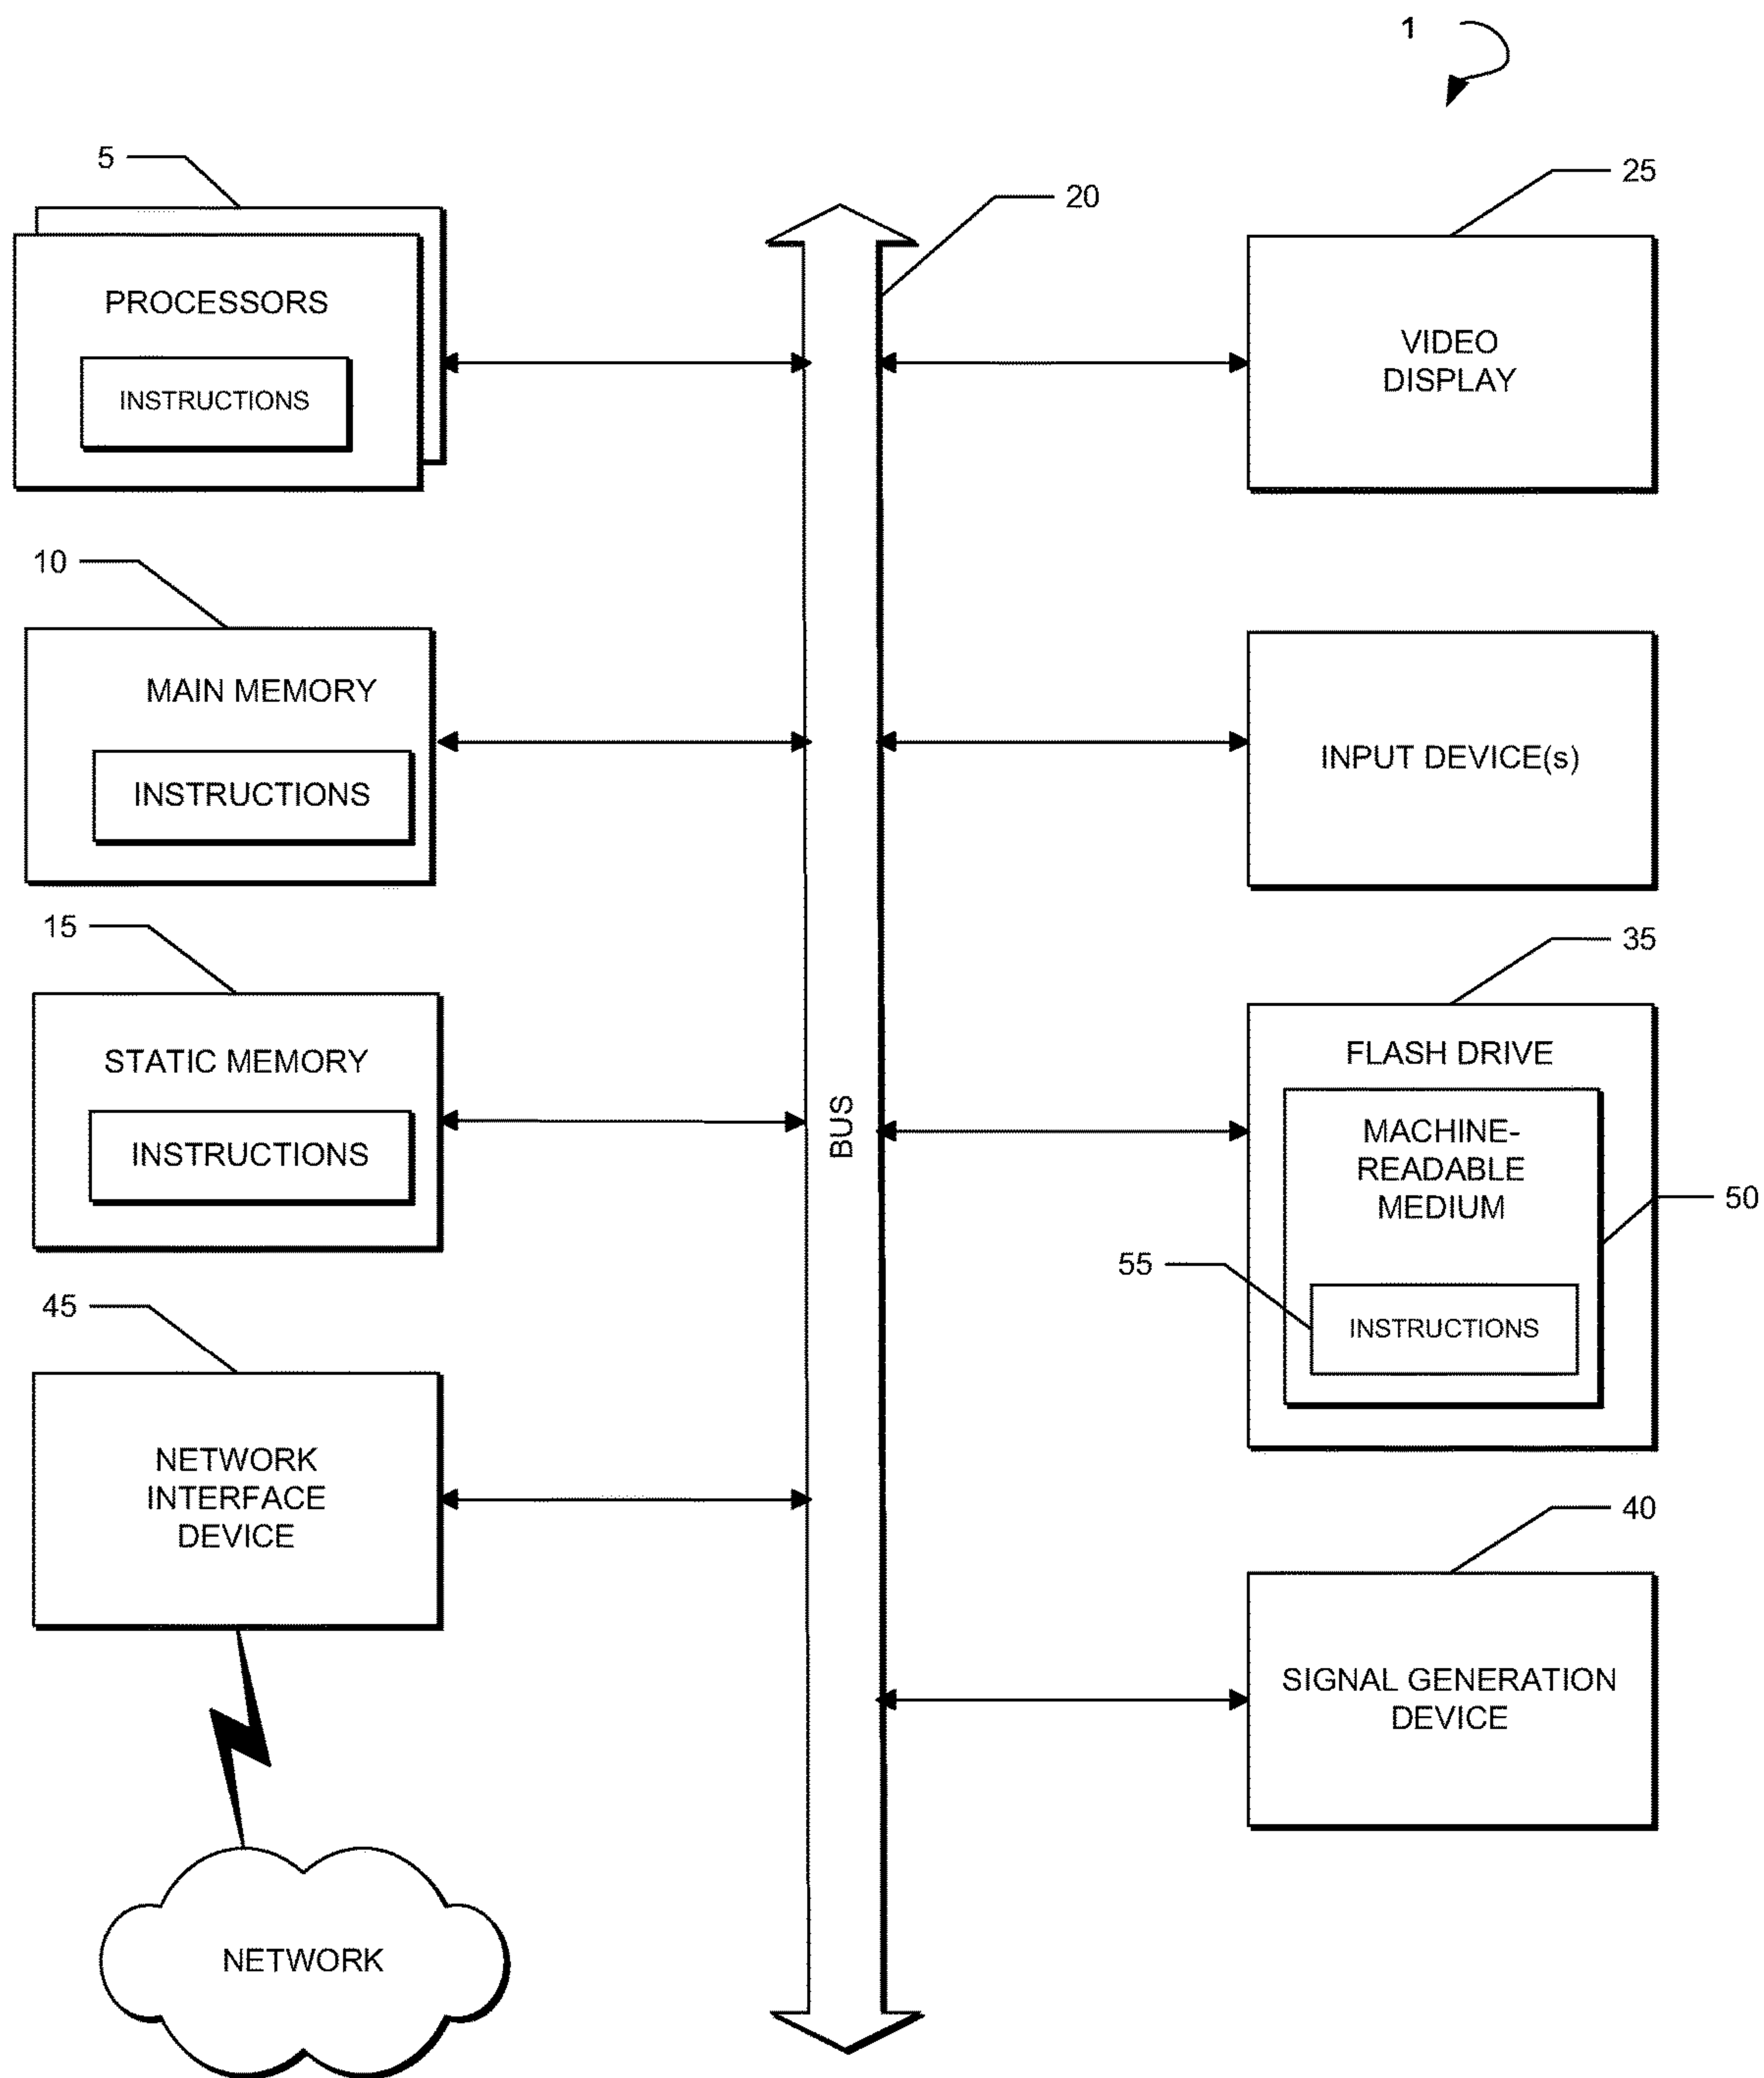 1
5
20
25
PROCESSORS
INSTRUCTIONS
VIDEO
DISPLAY
10
MAIN MEMORY
INSTRUCTIONS
INPUT DEVICE(s)
15
STATIC MEMORY
INSTRUCTIONS
BUS
35
FLASH DRIVE
MACHINE-
READABLE
MEDIUM
50
55
INSTRUCTIONS
45
NETWORK
INTERFACE
DEVICE
40
SIGNAL GENERATION
DEVICE
NETWORK